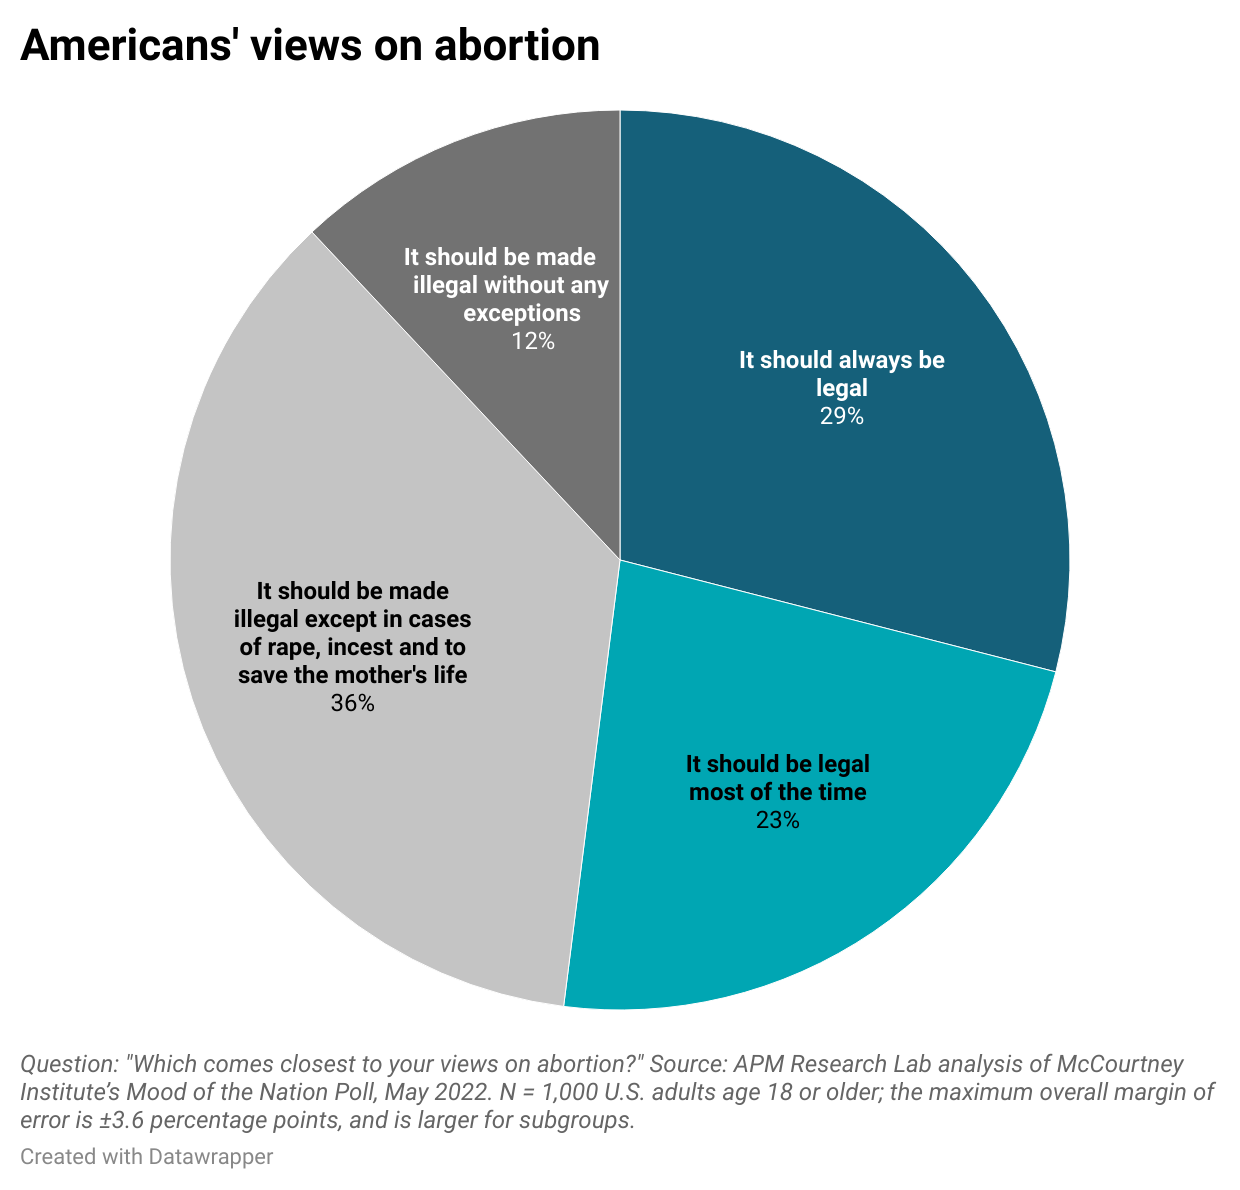 Americans' views on abortion
It should be made
illegal without any
exceptions
12%
It should always be
legal
29%
It should be made
illegal except in cases
of rape, incest and to
save the mother's life
36%
It should be legal
most of the time
23%
Question: "Which comes closest to your views on abortion?" Source: APM Research Lab analysis of McCourtney
Institute’s Mood of the Nation Poll, May 2022. N = 1,000 U.S. adults age 18 or older; the maximum overall margin of
error is ±3.6 percentage points, and is larger for subgroups.
Created with Datawrapper